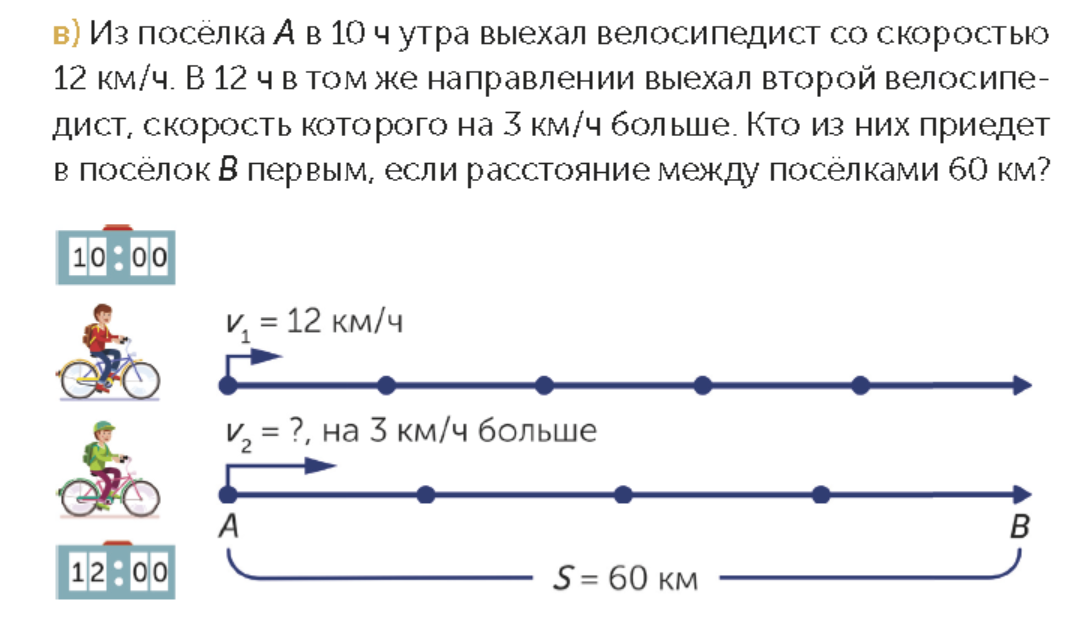 в) Из посёлка A в 10 ч утра выехал велосипедист со скоростью
12 км/ч. В 12 ч в том же направлении выехал второй велосипе-
дист, скорость которого на 3 км/ч больше. Кто из них приедет
в посёлок B первым, если расстояние между посёлками 60 км?
10:00
v₁ = 12 км/ч
v₂ = ?, на 3 км/ч больше
A
B
12:00
S = 60 км